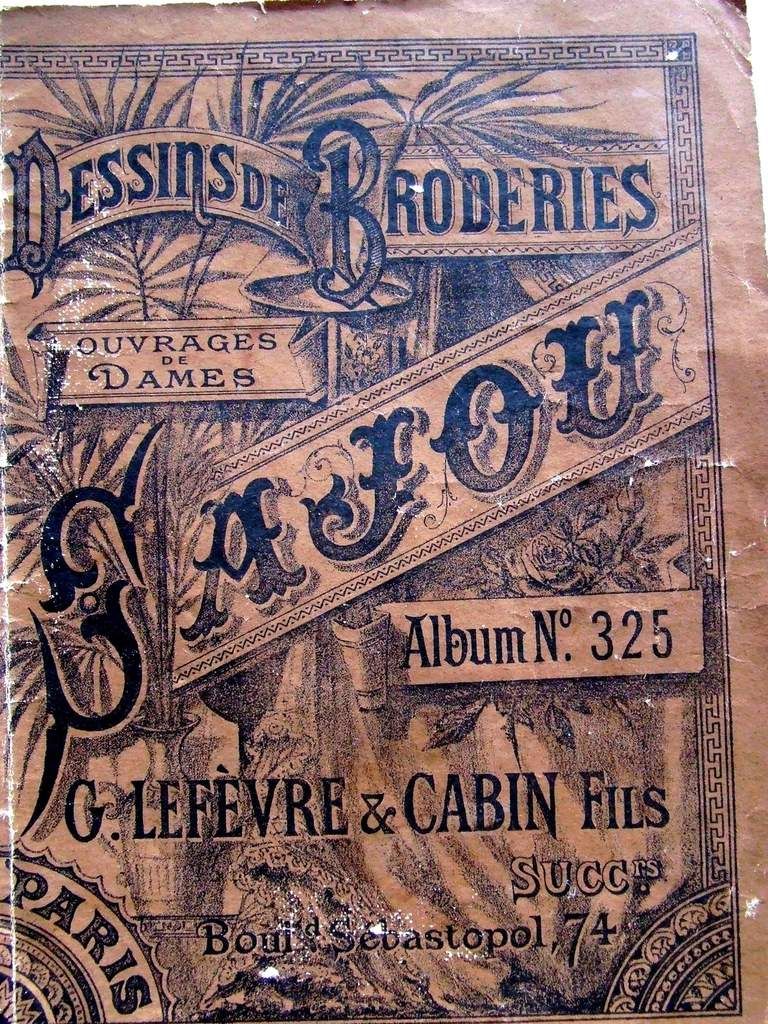 DESSINS DE BRODERIES
OUVRAGES
DE
DAMES
SAJOU
Album Nº. 325
G. LEFÈVRE & CABIN FILS
SUCCRS.
Boul.d Sébastopol, 74
PARIS